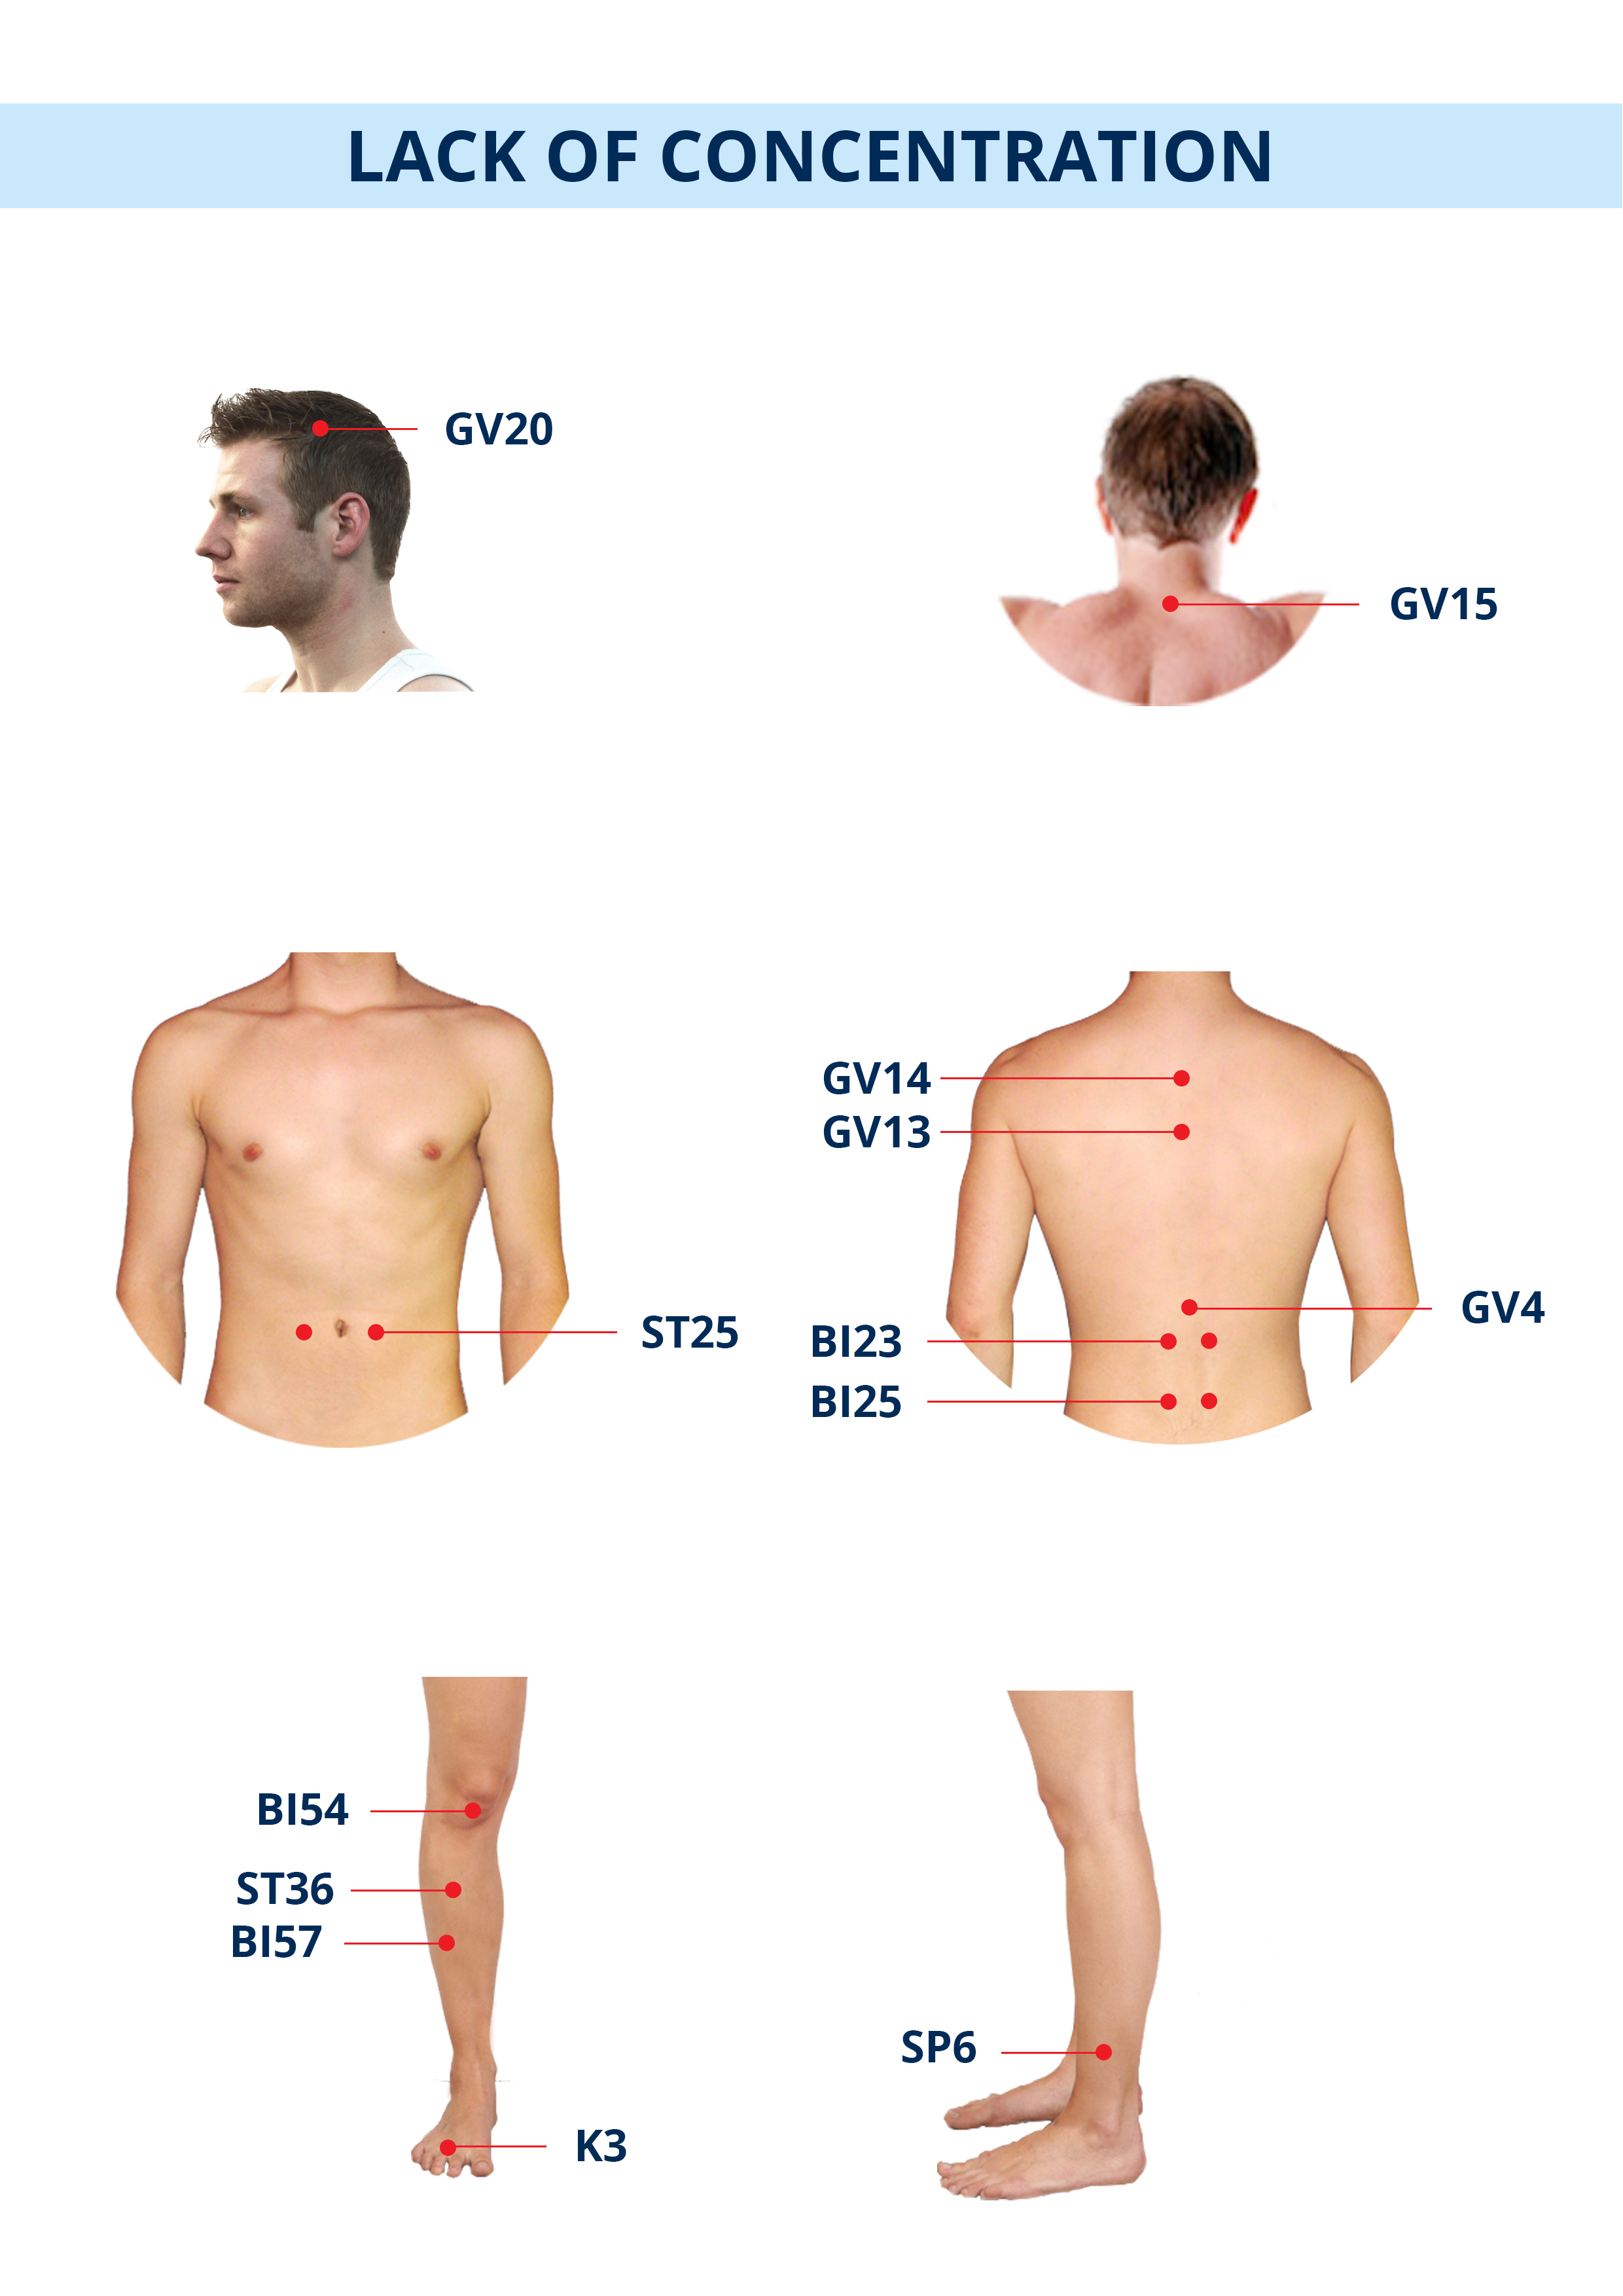 LACK OF CONCENTRATION
GV20
GV15
GV14
GV13
GV4
ST25
BI23
BI25
BI54
ST36
BI57
SP6
K3